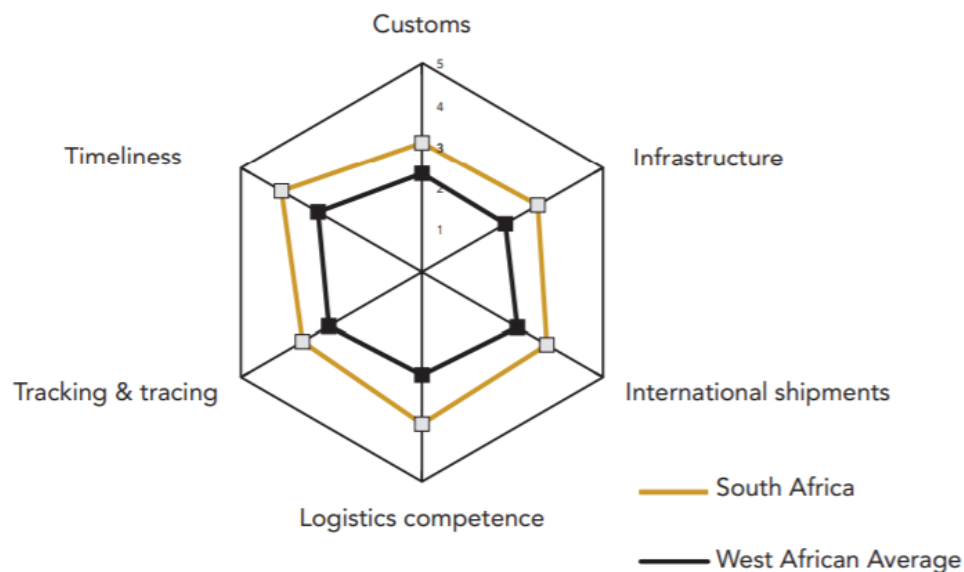 Customs
5
4
Timeliness
3
Infrastructure
2
1
Tracking & tracing
International shipments
South Africa
Logistics competence
West African Average